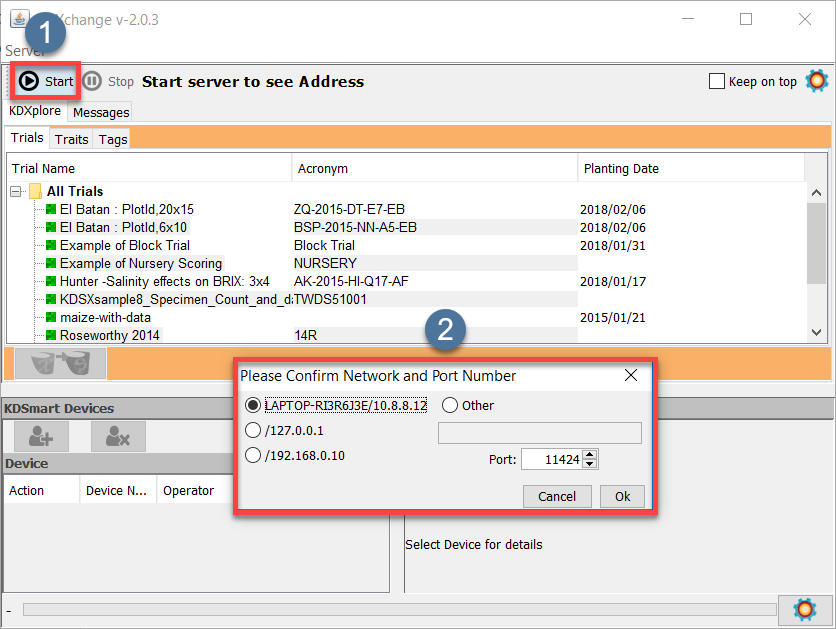 1
Xchange v-2.0.3
Server
Start Stop Start server to see Address Keep on top
KDXplore Messages
Trials Traits Tags
Trial Name Acronym Planting Date
All Trials
El Batan : PlotId,20x15 ZQ-2015-DT-E7-EB 2018/02/06
El Batan : PlotId,6x10 BSP-2015-NN-A5-EB 2018/02/06
Example of Block Trial Block Trial 2018/01/31
Example of Nursery Scoring NURSERY
Hunter -Salinity effects on BRIX: 3x4 AK-2015-HI-Q17-AF 2018/01/17
KDSXsample8_Specimen_Count_and_da TWDS51001
maize-with-data 2015/01/21
Roseworthy 2014 14R
2
Please Confirm Network and Port Number
LAPTOP-RI3R6J3E/10.8.8.12 Other
/127.0.0.1
/192.168.0.10
Port: 11424
Cancel Ok
KDSmart Devices
Device
Action Device N... Operator
Select Device for details
-